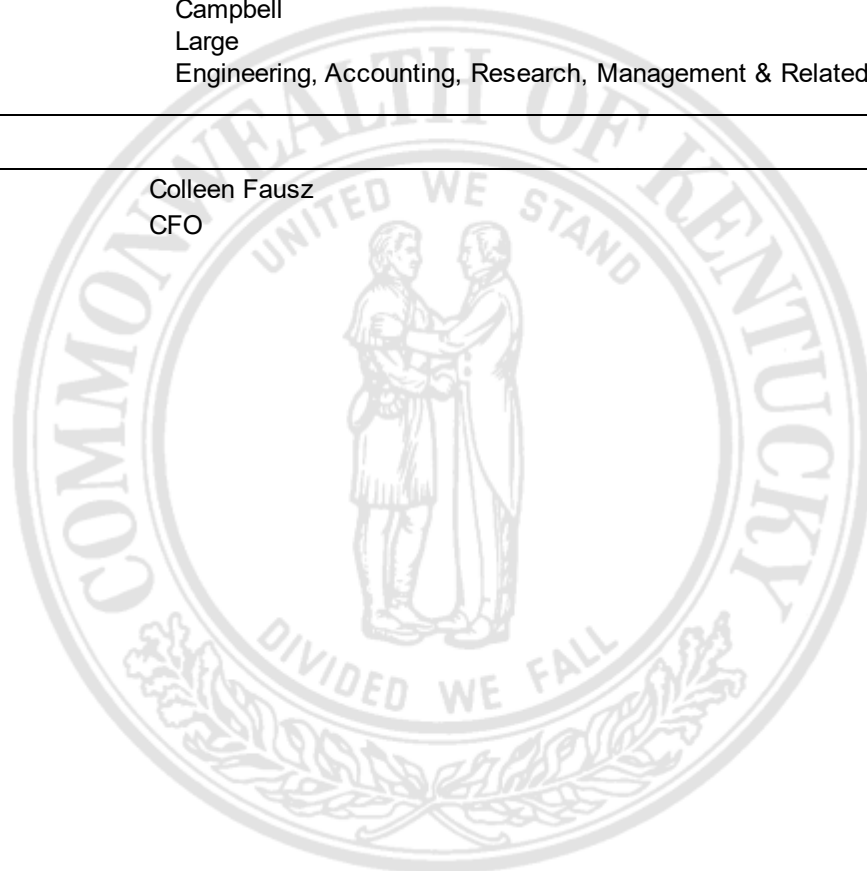 Campbell
Large
Engineering, Accounting, Research, Management & Related
Colleen Fausz
CFO
COMMONWEALTH OF KENTUCKY
UNITED WE STAND
DIVIDED WE FALL